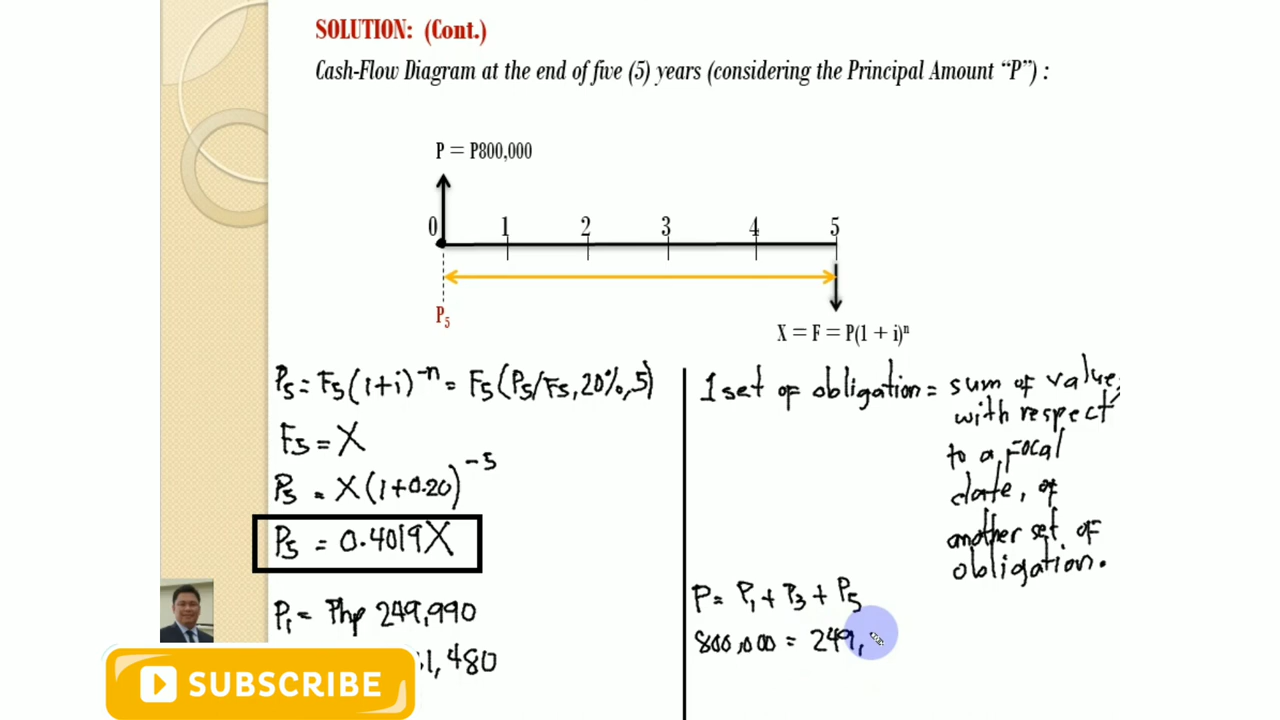 SOLUTION: (Cont.)
Cash-Flow Diagram at the end of five (5) years (considering the Principal Amount “P”) :
P = P800,000
0 1 2 3 4 5
P₅
X = F = P(1 + i)ⁿ
P₅ = F₅(1+i)⁻ⁿ = F₅(P₅/F₅, 20%, 5)
F₅ = X
P₅ = X(1+0.20)⁻⁵
P₅ = 0.4019X
P₁ = Php 249,990
1,480
1 set of obligation = sum of value
with respect
to a focal
date, of
another set of
obligation.
P = P₁ + P₃ + P₅
800,000 = 249,
SUBSCRIBE